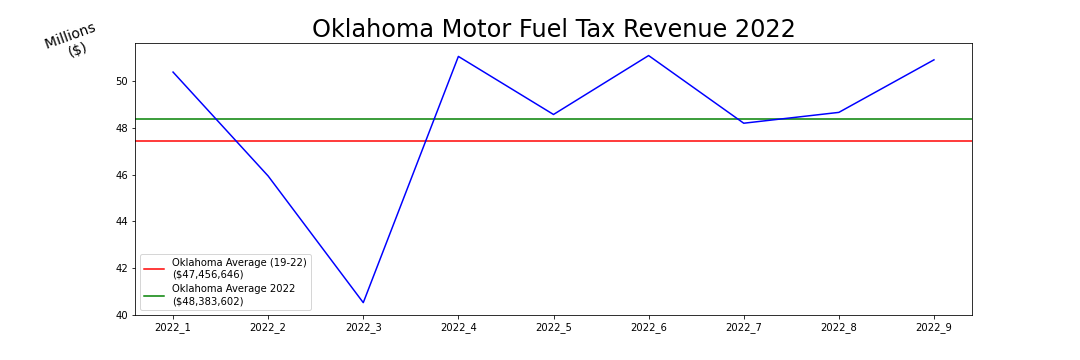 Oklahoma Motor Fuel Tax Revenue 2022
Millions
($)
50
48
46
44
42
40
Oklahoma Average (19-22)
($47,456,646)
Oklahoma Average 2022
($48,383,602)
2022_1 2022_2 2022_3 2022_4 2022_5 2022_6 2022_7 2022_8 2022_9